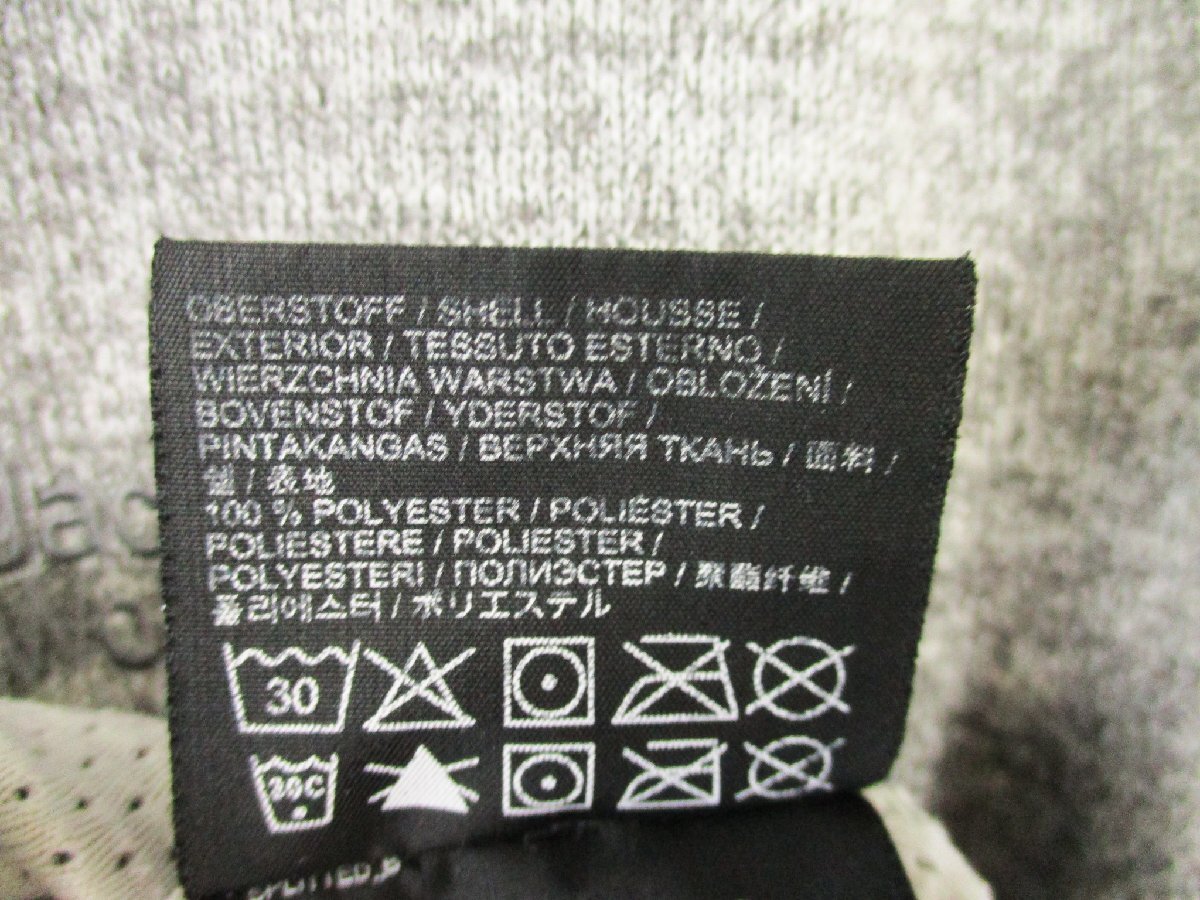 OBERSTOFF / SHELL / HOUSSE /
EXTERIOR / TESSUTO ESTERNO /
WIERZCHNIA WARSTWA / OBLOŽENÍ /
BOVENSTOF / YDERSTOF /
PINTAKANGAS / ВЕРХНЯЯ ТКАНЬ / 面料 /
쉘 / 表地
100 % POLYESTER / POLIÉSTER /
POLIESTERE / POLIESTER /
POLYESTERI / ПОЛИЭСТЕР / 聚酯纤维 /
폴리에스터 / ポリエステル
30
30C